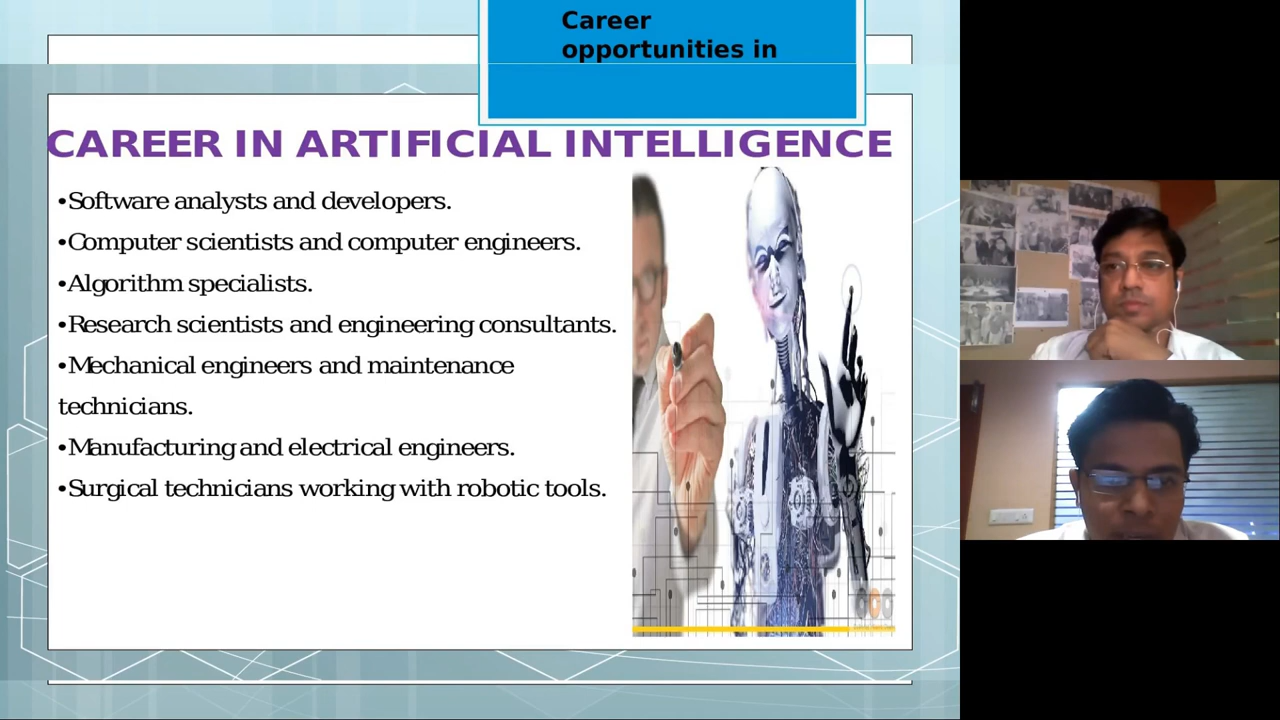 Career
opportunities in
CAREER IN ARTIFICIAL INTELLIGENCE
•Software analysts and developers.
•Computer scientists and computer engineers.
•Algorithm specialists.
•Research scientists and engineering consultants.
•Mechanical engineers and maintenance
technicians.
•Manufacturing and electrical engineers.
•Surgical technicians working with robotic tools.